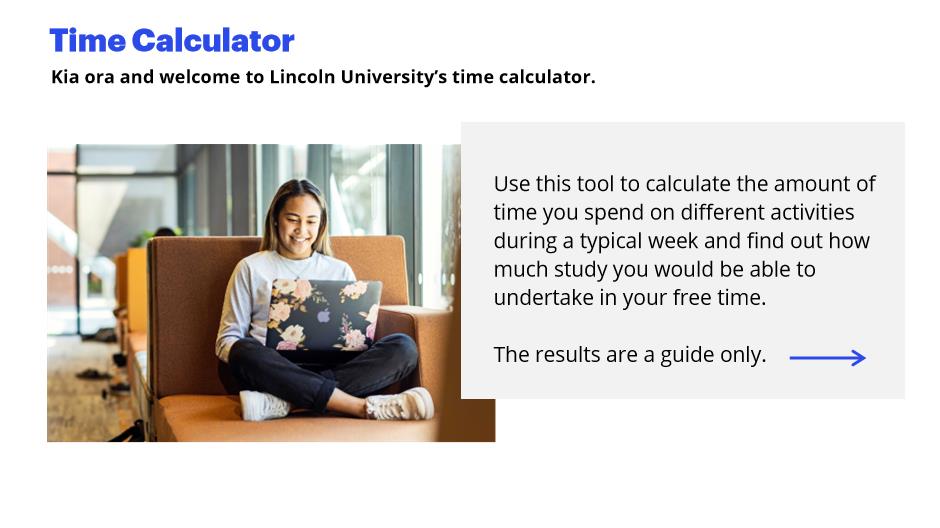 Time Calculator
Kia ora and welcome to Lincoln University’s time calculator.
Use this tool to calculate the amount of
time you spend on different activities
during a typical week and find out how
much study you would be able to
undertake in your free time.
The results are a guide only.